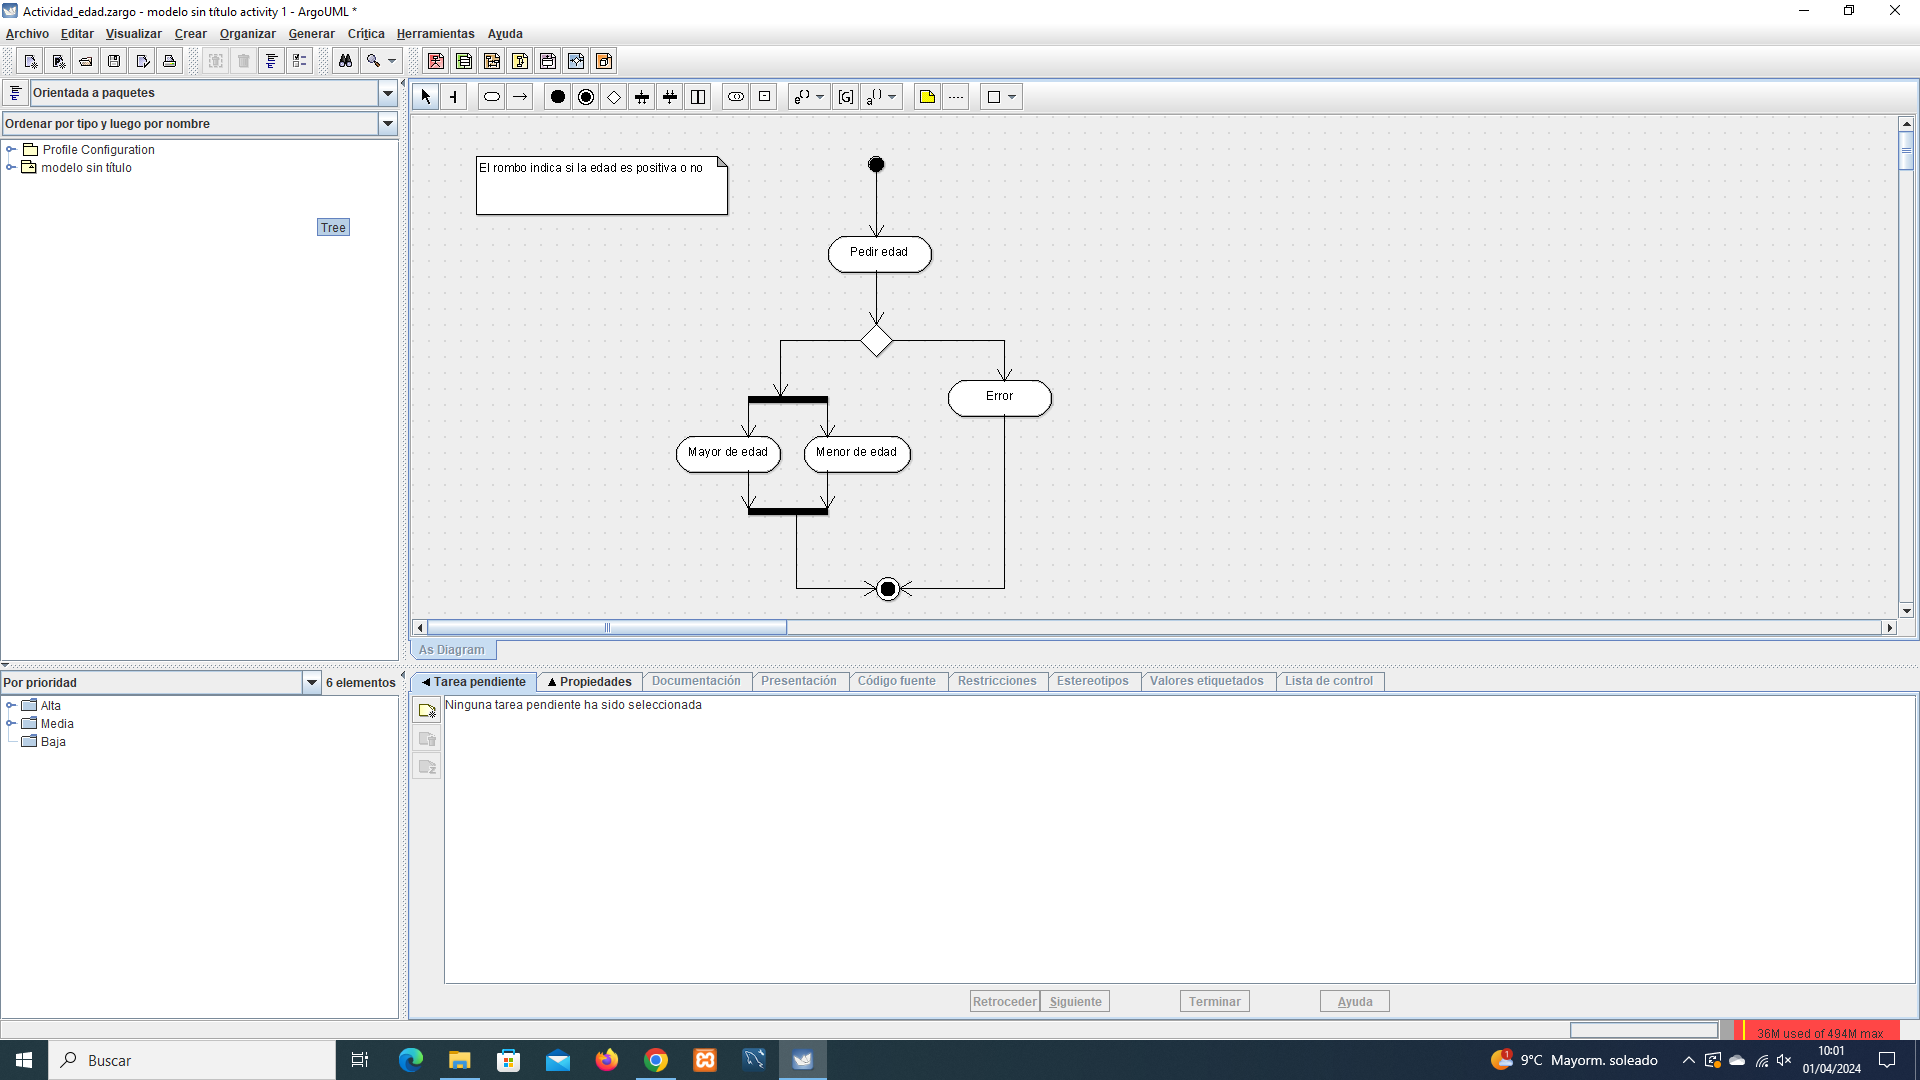 Actividad_edad.zargo - modelo sin título activity 1 - ArgoUML *
Archivo Editar Visualizar Crear Organizar Generar Crítica Herramientas Ayuda
Orientada a paquetes
Ordenar por tipo y luego por nombre
Profile Configuration
modelo sin título
Tree
[G]
El rombo indica si la edad es positiva o no
Pedir edad
Error
Mayor de edad
Menor de edad
As Diagram
Por prioridad
6 elementos
Alta
Media
Baja
Tarea pendiente
Propiedades
Documentación
Presentación
Código fuente
Restricciones
Estereotipos
Valores etiquetados
Lista de control
Ninguna tarea pendiente ha sido seleccionada
Retroceder
Siguiente
Terminar
Ayuda
36M used of 494M max
Buscar
1
9°C Mayorm. soleado
10:01
01/04/2024